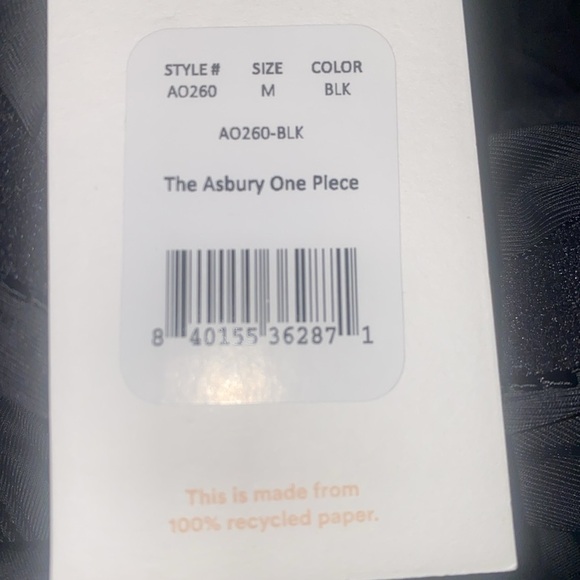 STYLE # SIZE COLOR
AO260 M BLK
AO260-BLK
The Asbury One Piece
8 40155 36287 1
This is made from
100% recycled paper.